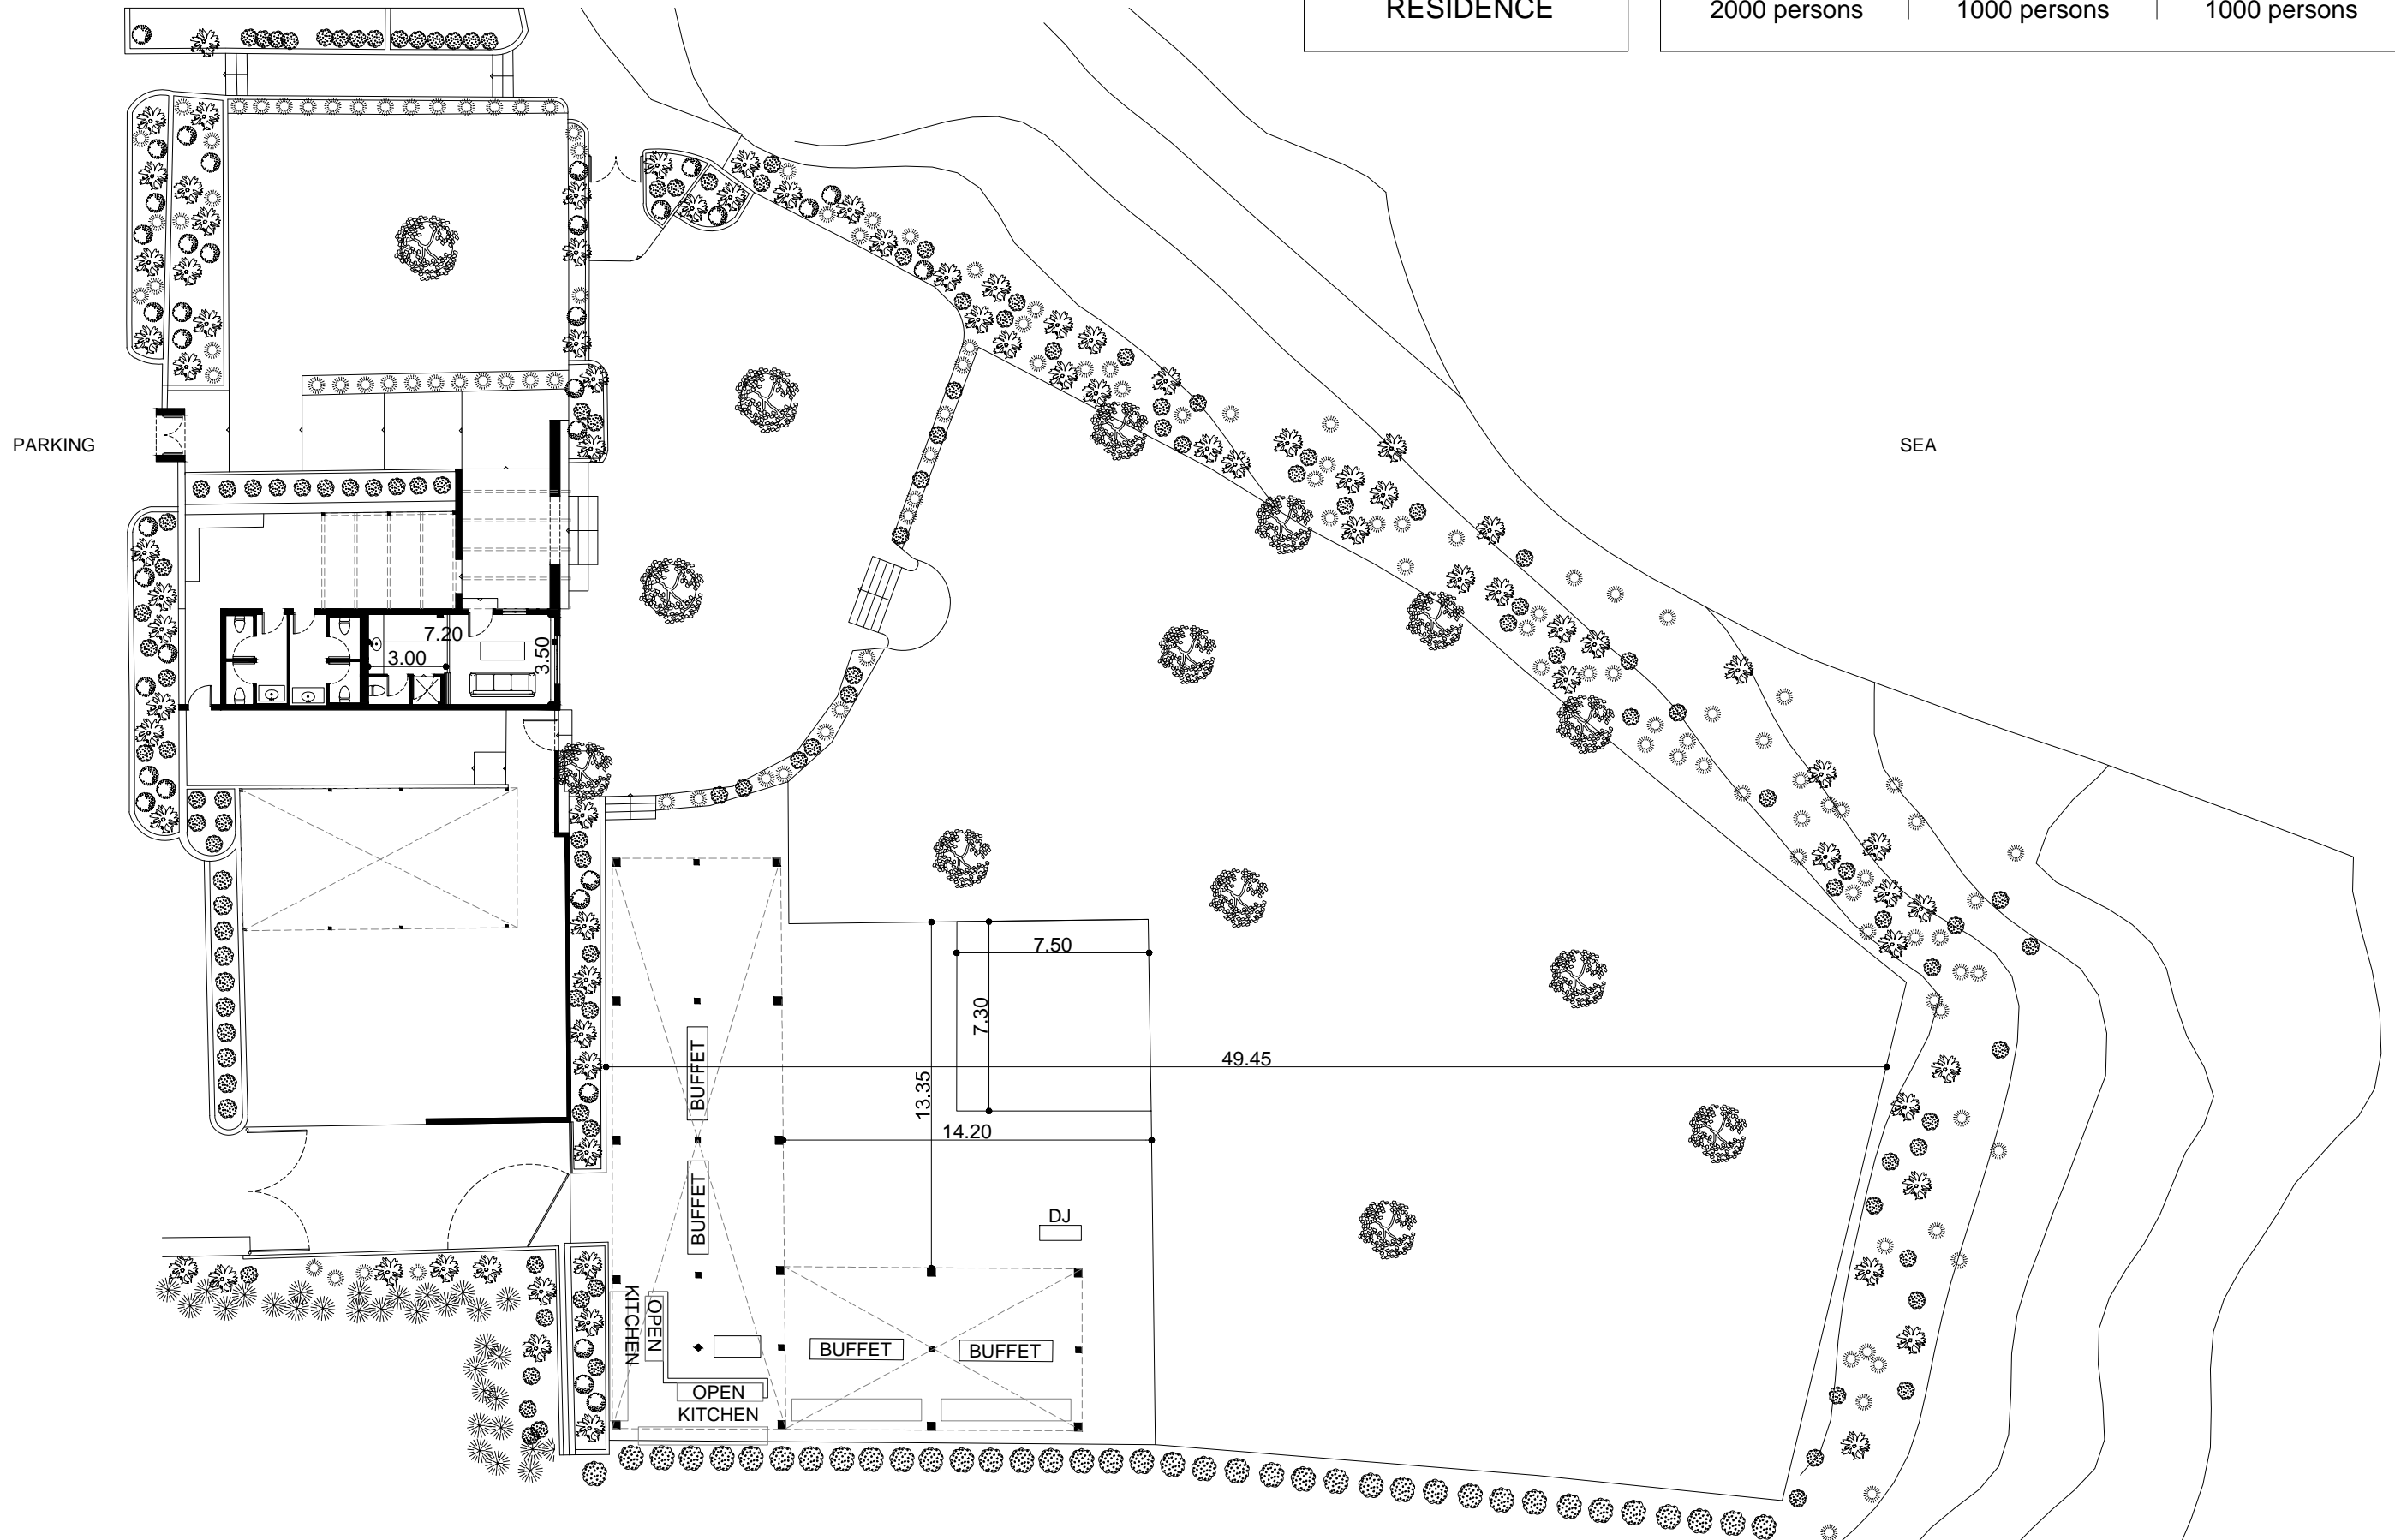 RESIDENCE
2000 persons
1000 persons
1000 persons
PARKING
SEA
7.20
3.00
3.50
7.50
7.30
49.45
13.35
14.20
BUFFET
BUFFET
DJ
OPEN
KITCHEN
BUFFET
BUFFET
OPEN
KITCHEN